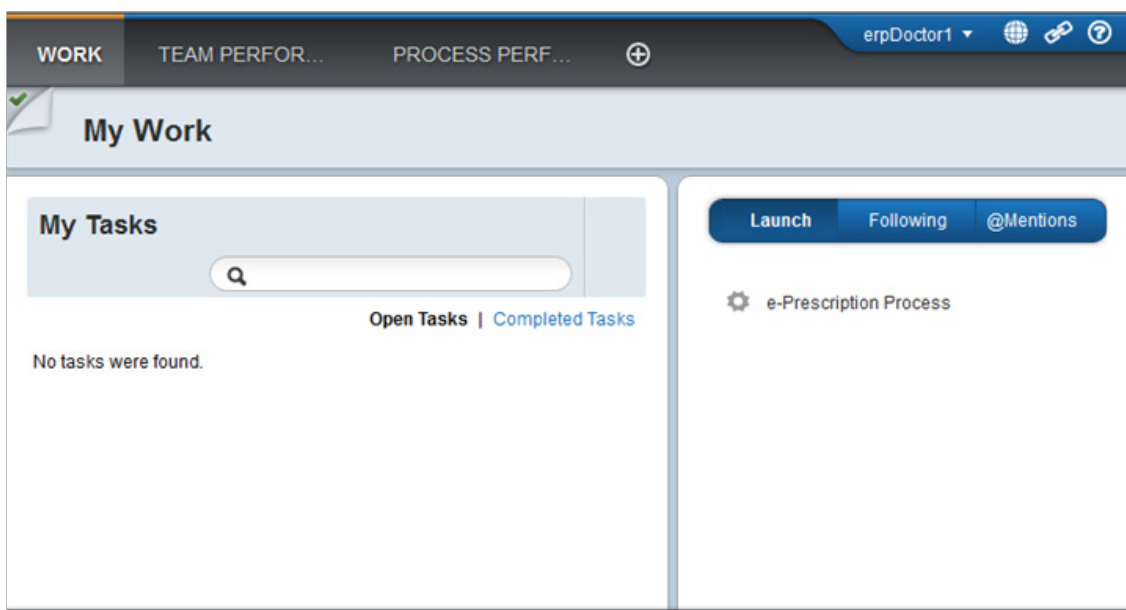 WORK TEAM PERFOR... PROCESS PERF... erpDoctor1
My Work
My Tasks
Open Tasks | Completed Tasks
No tasks were found.
Launch Following @Mentions
e-Prescription Process